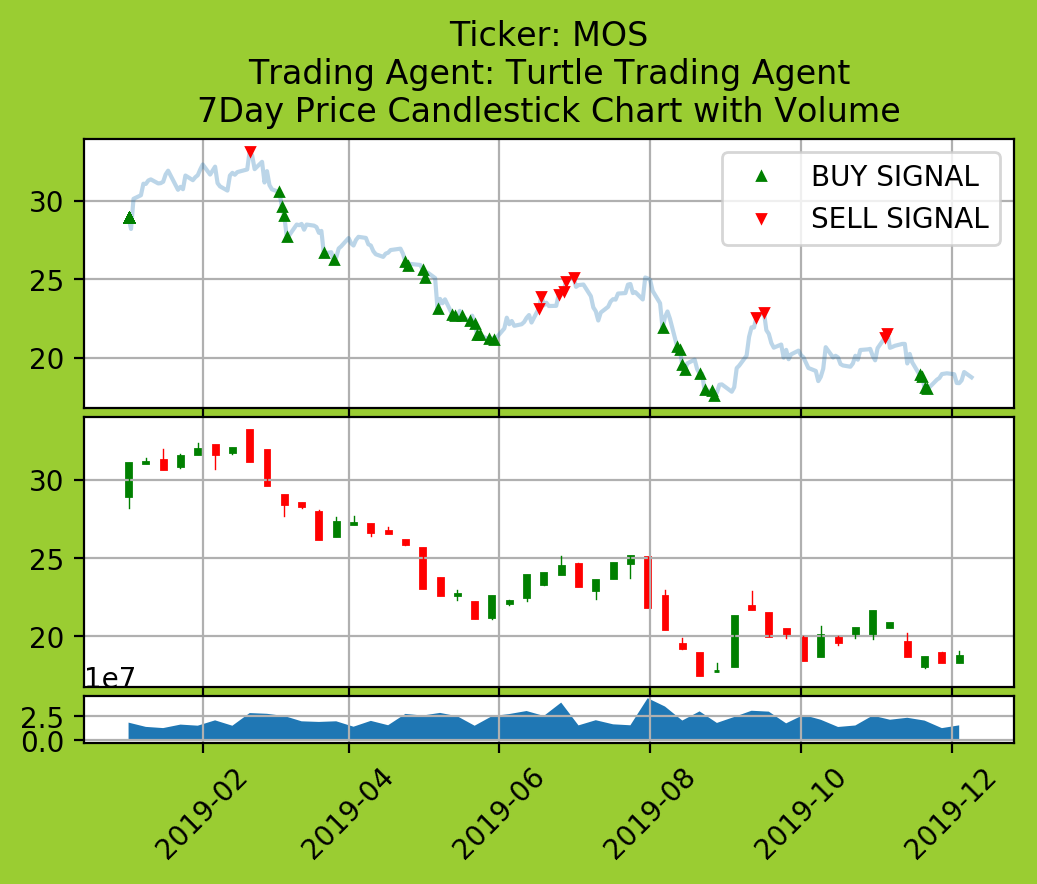 Ticker: MOS
Trading Agent: Turtle Trading Agent
7Day Price Candlestick Chart with Volume
BUY SIGNAL
SELL SIGNAL
30
25
20
30
25
20
1e7
2.5
0.0
2019-02
2019-04
2019-06
2019-08
2019-10
2019-12